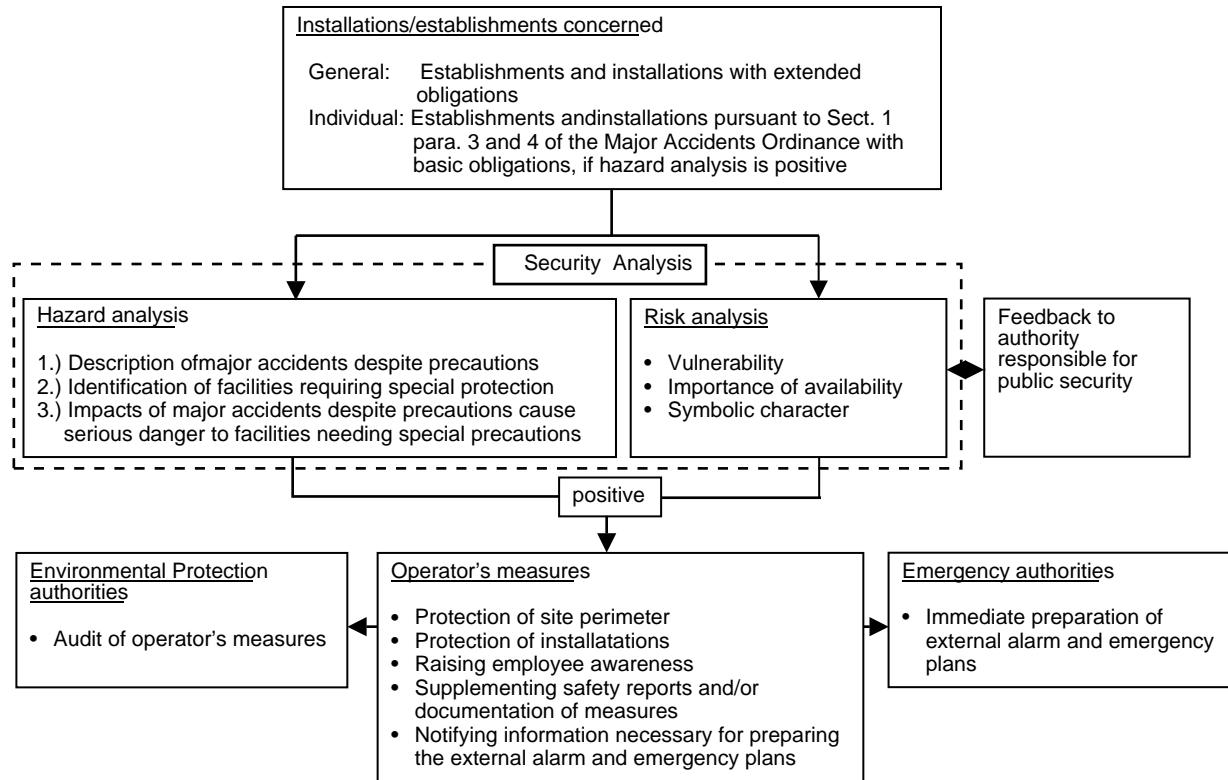 Installations/establishments concerned
General: Establishments and installations with extended
obligations
Individual: Establishments andinstallations pursuant to Sect. 1
para. 3 and 4 of the Major Accidents Ordinance with
basic obligations, if hazard analysis is positive
Security Analysis
Hazard analysis
1.) Description ofmajor accidents despite precautions
2.) Identification of facilities requiring special protection
3.) Impacts of major accidents despite precautions cause
serious danger to facilities needing special precautions
Risk analysis
• Vulnerability
• Importance of availability
• Symbolic character
Feedback to
authority
responsible for
public security
positive
Environmental Protection
authorities
• Audit of operator's measures
Operator's measures
• Protection of site perimeter
• Protection of installatations
• Raising employee awareness
• Supplementing safety reports and/or
documentation of measures
• Notifying information necessary for preparing
the external alarm and emergency plans
Emergency authorities
• Immediate preparation of
external alarm and emergency
plans